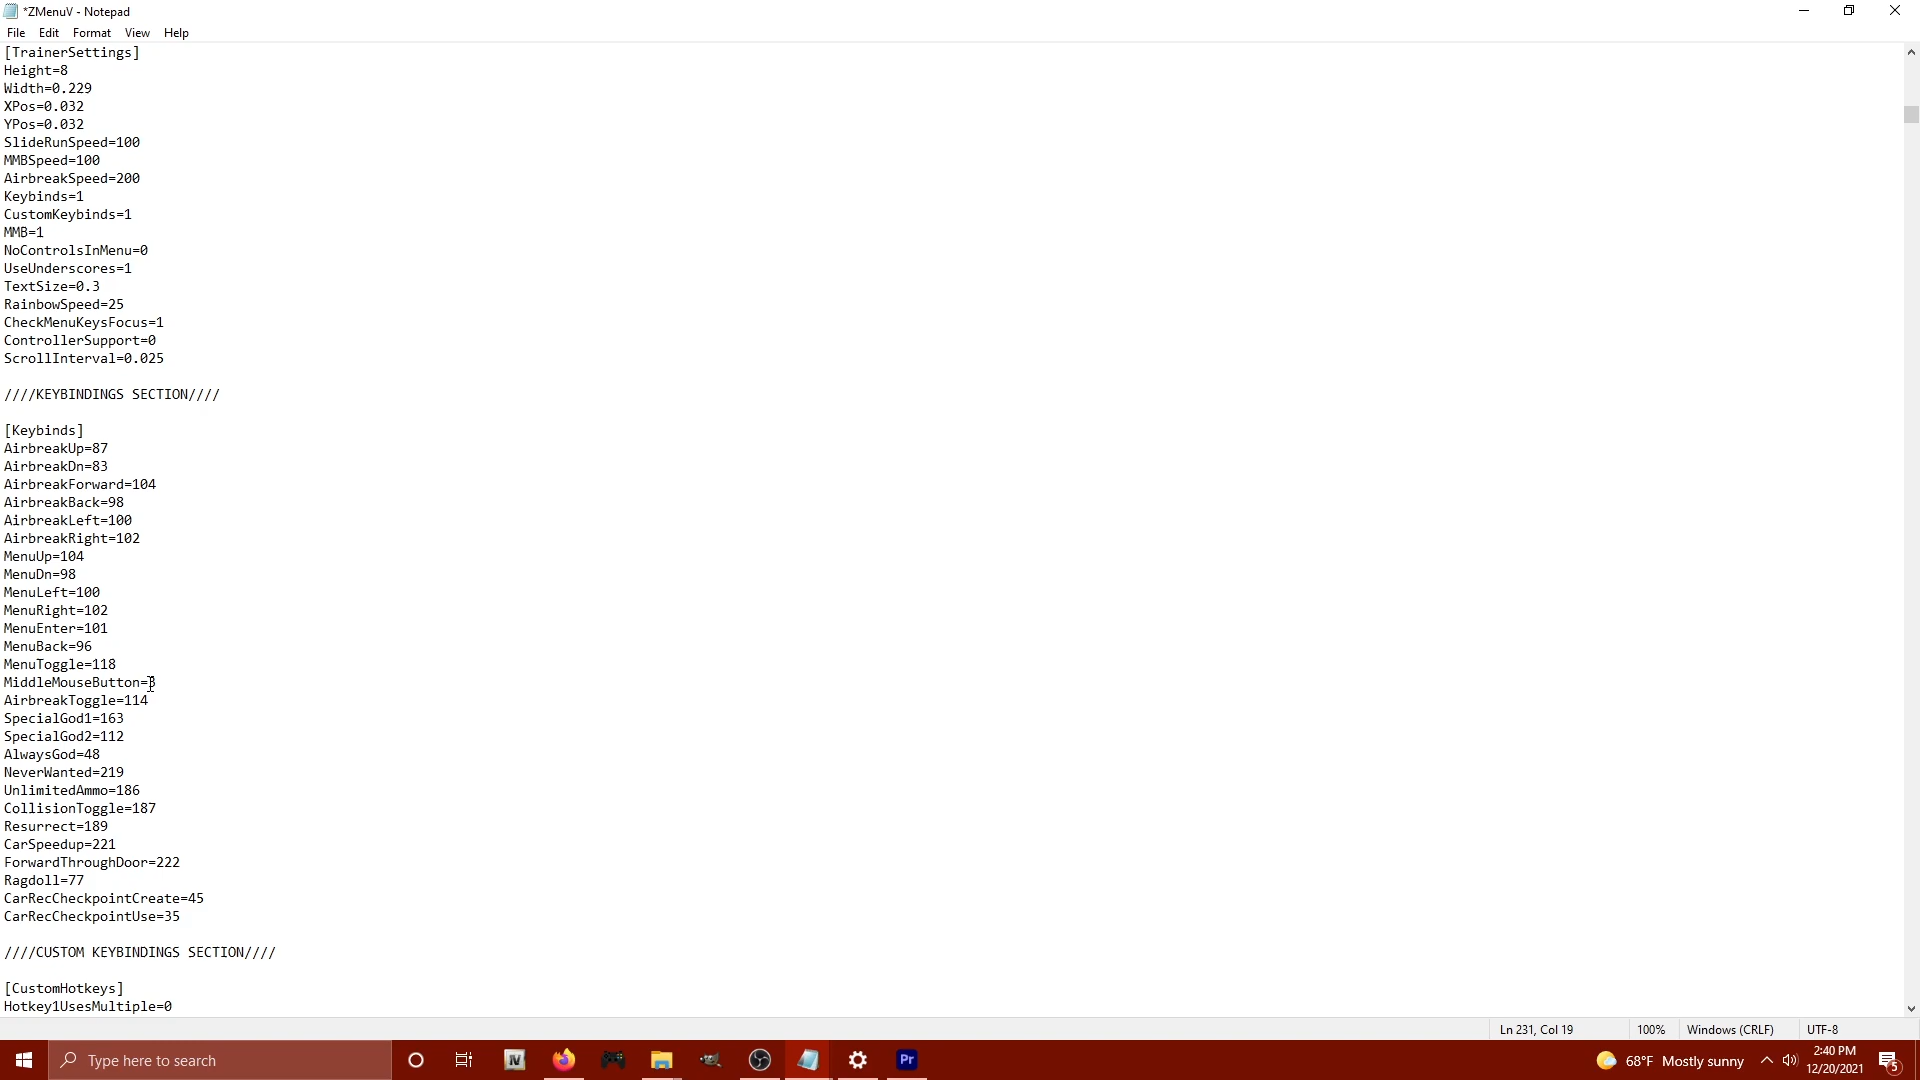 *ZMenuV - Notepad
File Edit Format View Help
[TrainerSettings]
Height=8
Width=0.229
XPos=0.032
YPos=0.032
SlideRunSpeed=100
MMBSpeed=100
AirbreakSpeed=200
Keybinds=1
CustomKeybinds=1
MMB=1
NoControlsInMenu=0
UseUnderscores=1
TextSize=0.3
RainbowSpeed=25
CheckMenuKeysFocus=1
ControllerSupport=0
ScrollInterval=0.025
////KEYBINDINGS SECTION////
[Keybinds]
AirbreakUp=87
AirbreakDn=83
AirbreakForward=104
AirbreakBack=98
AirbreakLeft=100
AirbreakRight=102
MenuUp=104
MenuDn=98
MenuLeft=100
MenuRight=102
MenuEnter=101
MenuBack=96
MenuToggle=118
MiddleMouseButton=3
AirbreakToggle=114
SpecialGod1=163
SpecialGod2=112
AlwaysGod=48
NeverWanted=219
UnlimitedAmmo=186
CollisionToggle=187
Resurrect=189
CarSpeedup=221
ForwardThroughDoor=222
Ragdoll=77
CarRecCheckpointCreate=45
CarRecCheckpointUse=35
////CUSTOM KEYBINDINGS SECTION////
[CustomHotkeys]
Hotkey1UsesMultiple=0
Ln 231, Col 19 100% Windows (CRLF) UTF-8
Type here to search
IV
Pr
68°F Mostly sunny
2:40 PM
12/20/2021
5